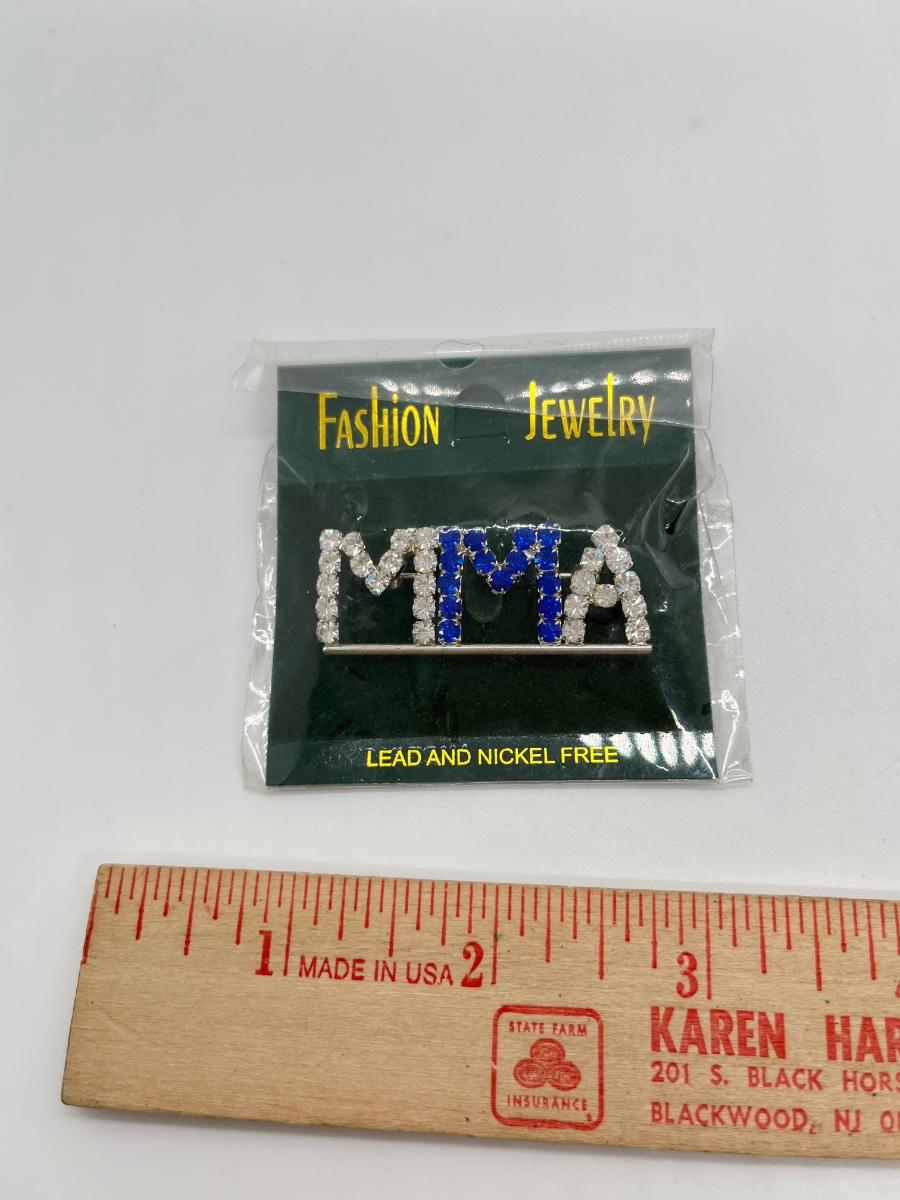 Fashion Jewelry
MMA
LEAD AND NICKEL FREE
1 MADE IN USA 2 3
STATE FARM
INSURANCE
KAREN HAR
201 S. BLACK HORS
BLACKWOOD, NJ